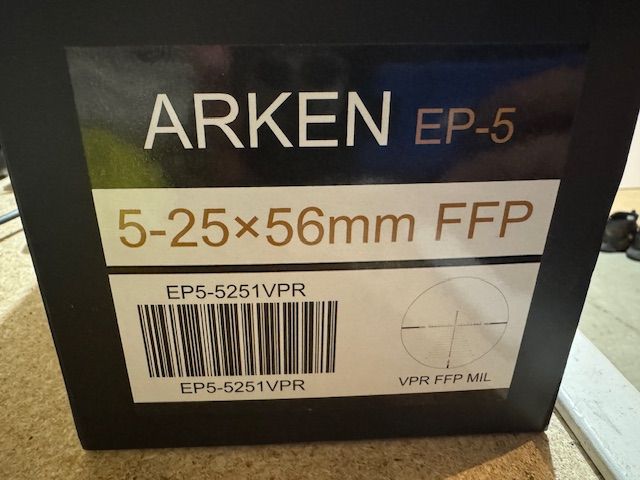 ARKEN EP-5
5-25×56mm FFP
EP5-5251VPR
EP5-5251VPR
VPR FFP MIL